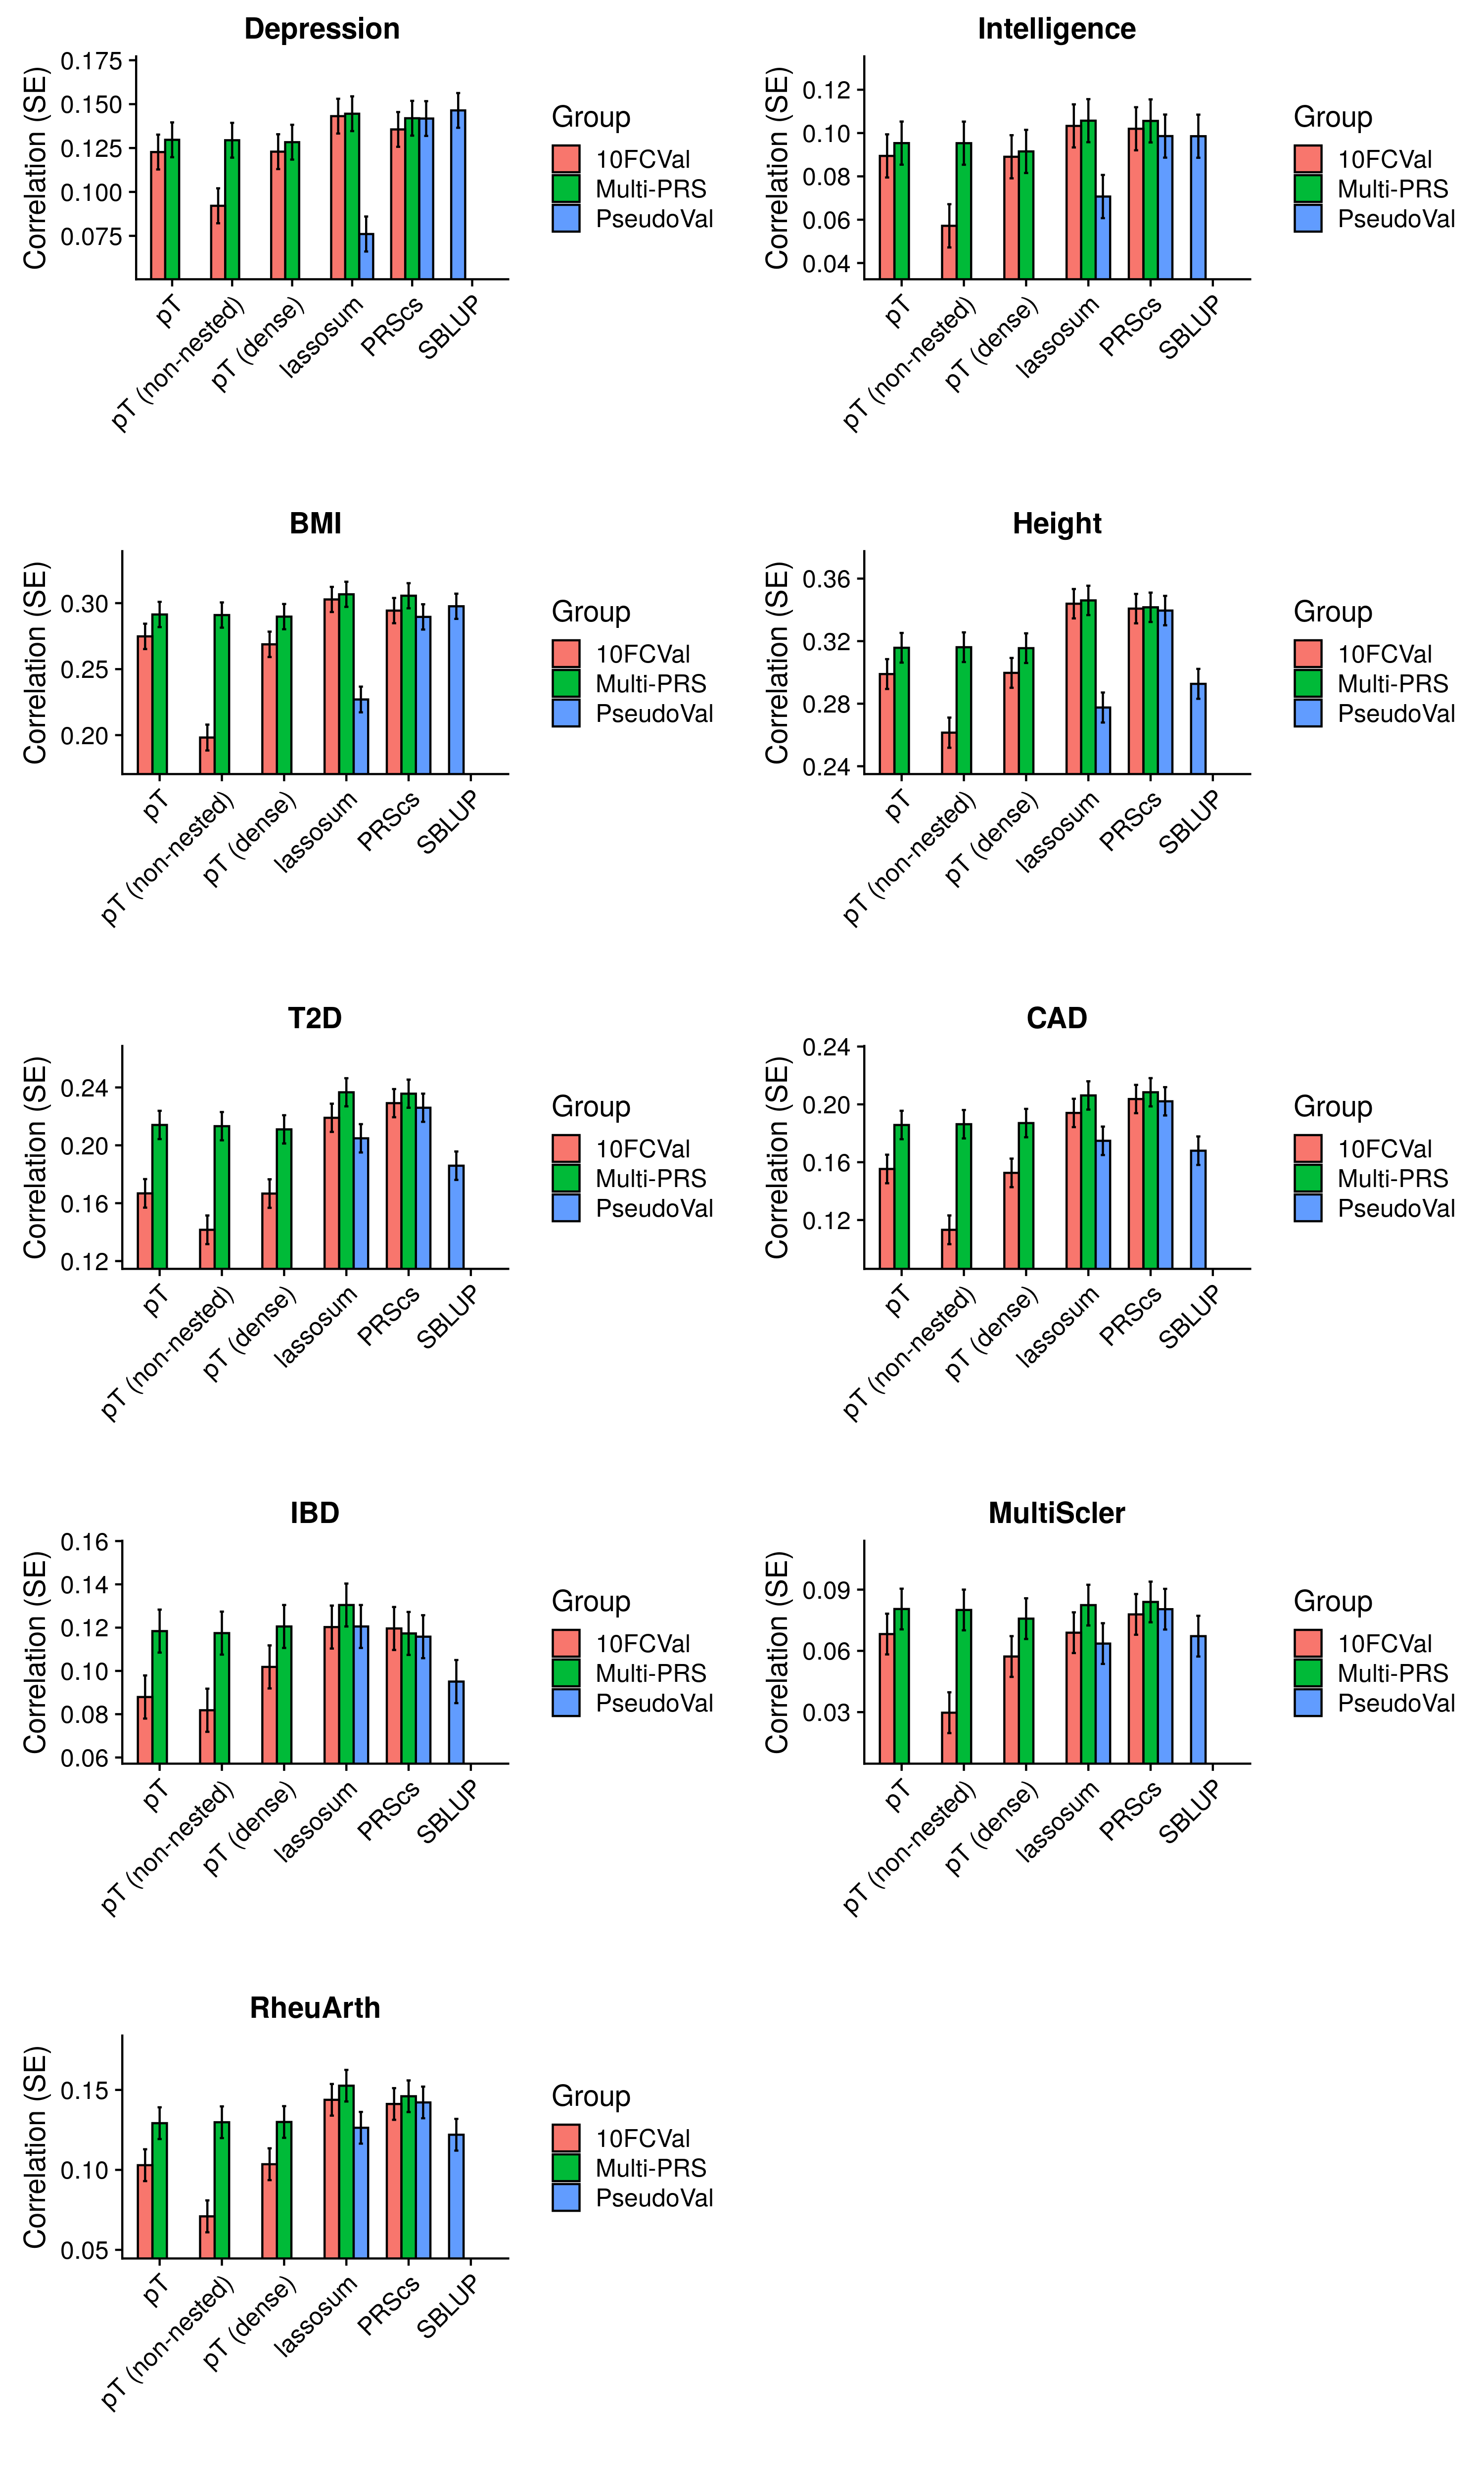 Depression
Correlation (SE)
0.175
0.150
0.125
0.100
0.075
pT
pT (non-nested)
pT (dense)
lassosum
PRScs
SBLUP
Group
10FCVal
Multi-PRS
PseudoVal
Intelligence
Correlation (SE)
0.12
0.10
0.08
0.06
0.04
pT
pT (non-nested)
pT (dense)
lassosum
PRScs
SBLUP
Group
10FCVal
Multi-PRS
PseudoVal
BMI
Correlation (SE)
0.30
0.25
0.20
pT
pT (non-nested)
pT (dense)
lassosum
PRScs
SBLUP
Group
10FCVal
Multi-PRS
PseudoVal
Height
Correlation (SE)
0.36
0.32
0.28
0.24
pT
pT (non-nested)
pT (dense)
lassosum
PRScs
SBLUP
Group
10FCVal
Multi-PRS
PseudoVal
T2D
Correlation (SE)
0.24
0.20
0.16
0.12
pT
pT (non-nested)
pT (dense)
lassosum
PRScs
SBLUP
Group
10FCVal
Multi-PRS
PseudoVal
CAD
Correlation (SE)
0.24
0.20
0.16
0.12
pT
pT (non-nested)
pT (dense)
lassosum
PRScs
SBLUP
Group
10FCVal
Multi-PRS
PseudoVal
IBD
Correlation (SE)
0.16
0.14
0.12
0.10
0.08
0.06
pT
pT (non-nested)
pT (dense)
lassosum
PRScs
SBLUP
Group
10FCVal
Multi-PRS
PseudoVal
MultiScler
Correlation (SE)
0.09
0.06
0.03
pT
pT (non-nested)
pT (dense)
lassosum
PRScs
SBLUP
Group
10FCVal
Multi-PRS
PseudoVal
RheuArth
Correlation (SE)
0.15
0.10
0.05
pT
pT (non-nested)
pT (dense)
lassosum
PRScs
SBLUP
Group
10FCVal
Multi-PRS
PseudoVal